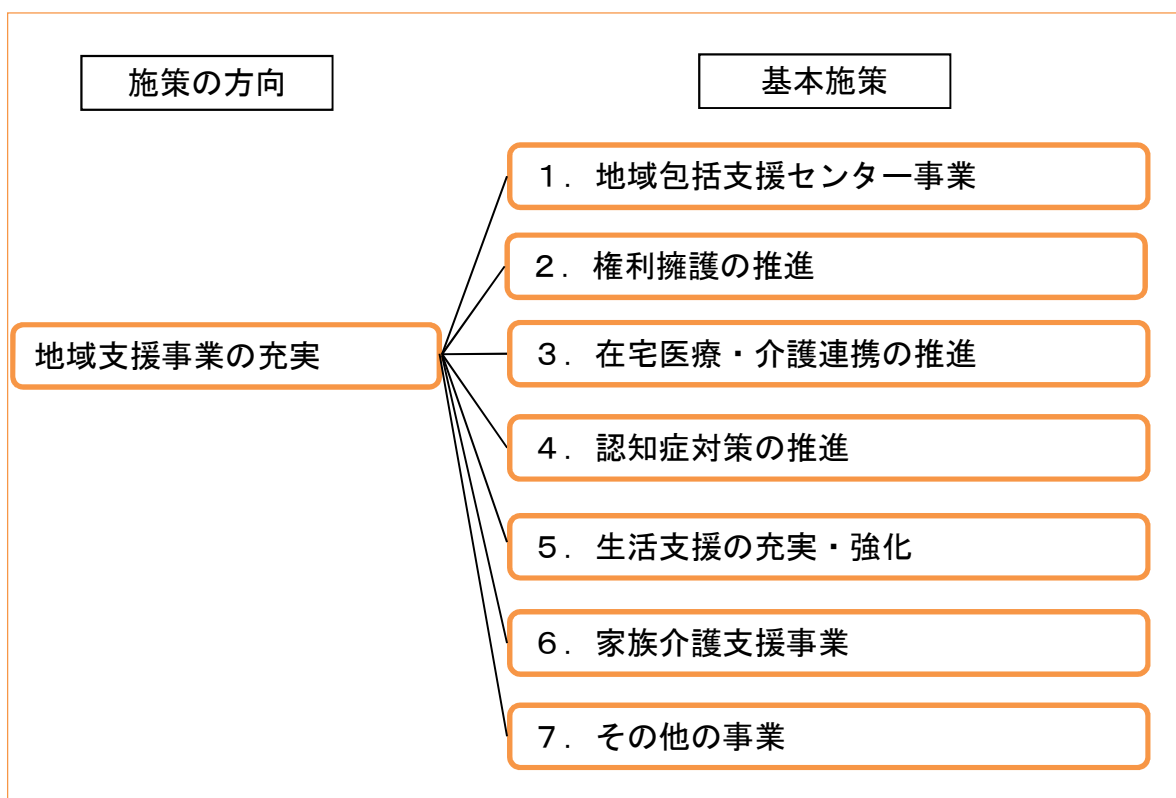 施策の方向
基本施策
地域支援事業の充実
１．地域包括支援センター事業
２．権利擁護の推進
３．在宅医療・介護連携の推進
４．認知症対策の推進
５．生活支援の充実・強化
６．家族介護支援事業
７．その他の事業